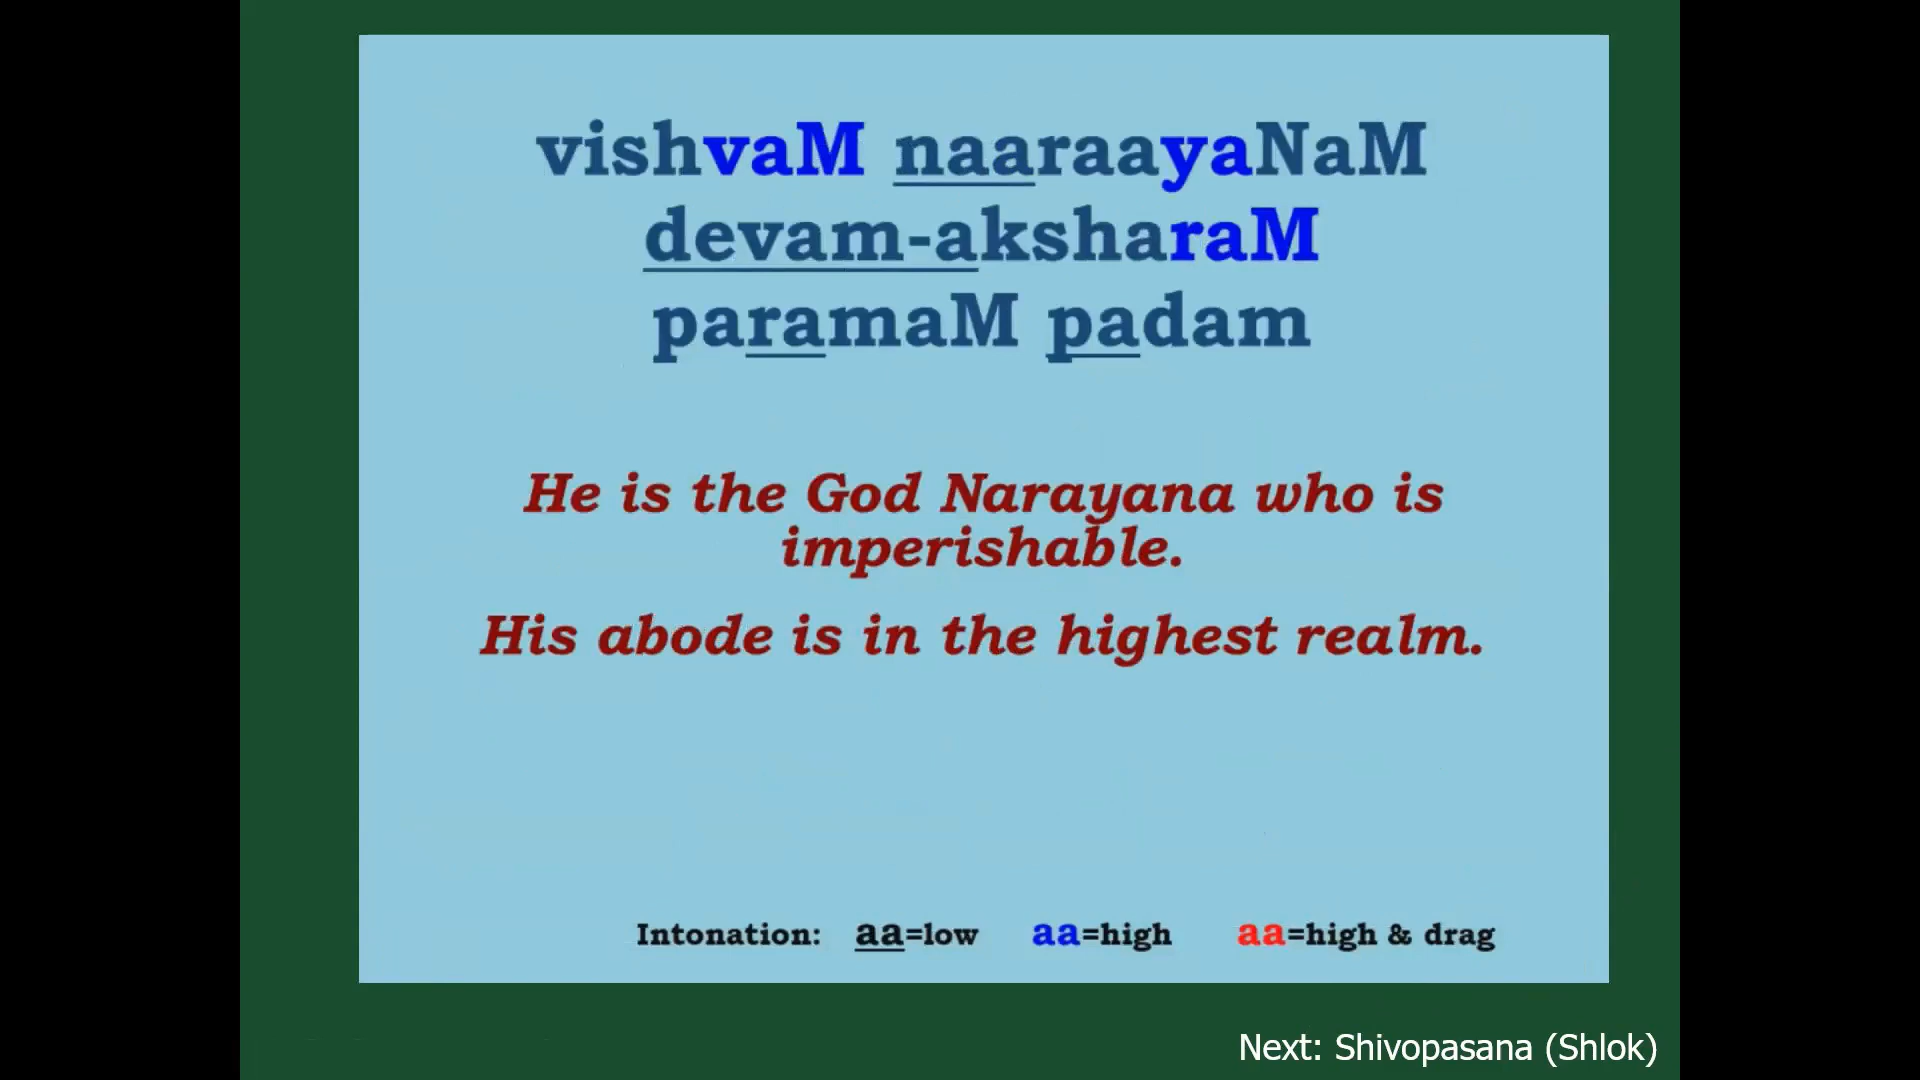 vishvaM naaraayaNaM
devam-aksharaM
paramaM padam
He is the God Narayana who is
imperishable.
His abode is in the highest realm.
Intonation: aa=low aa=high aa=high & drag
Next: Shivopasana (Shlok)